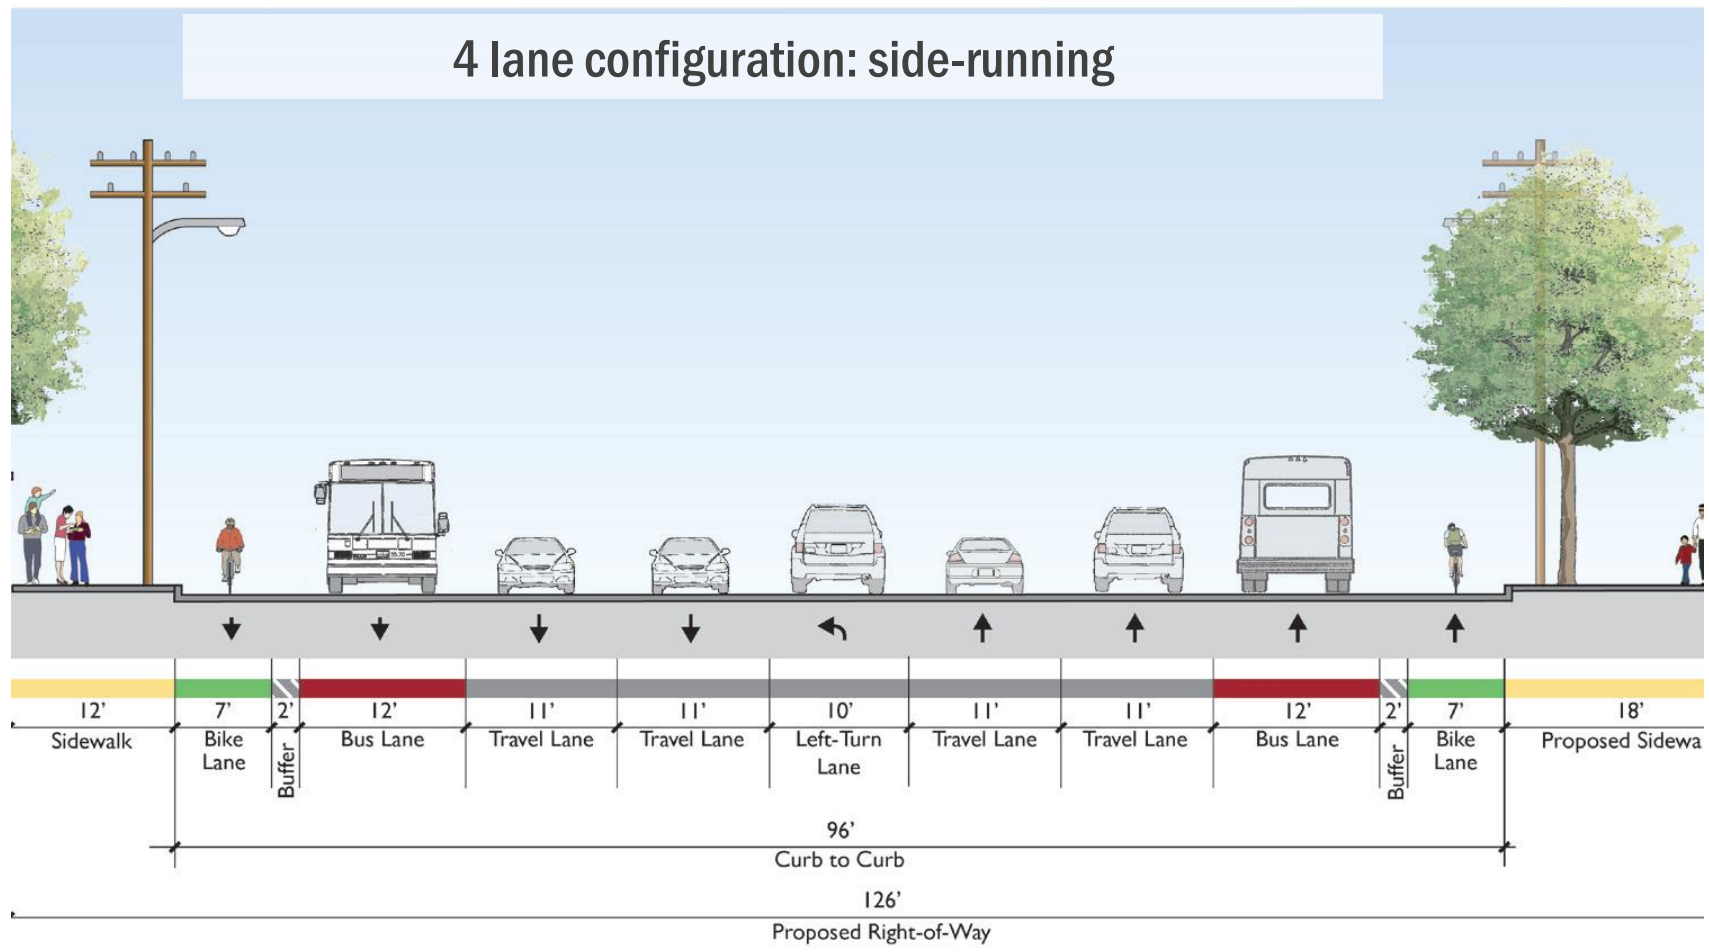 4 lane configuration: side-running
12' 7' 2' 12' 11' 11' 10' 11' 11' 12' 2' 7' 18'
Sidewalk Bike Buffer Bus Lane Travel Lane Travel Lane Left-Turn Travel Lane Travel Lane Bus Lane Buffer Bike Proposed Sidewa
Lane Lane Lane
96'
Curb to Curb
126'
Proposed Right-of-Way